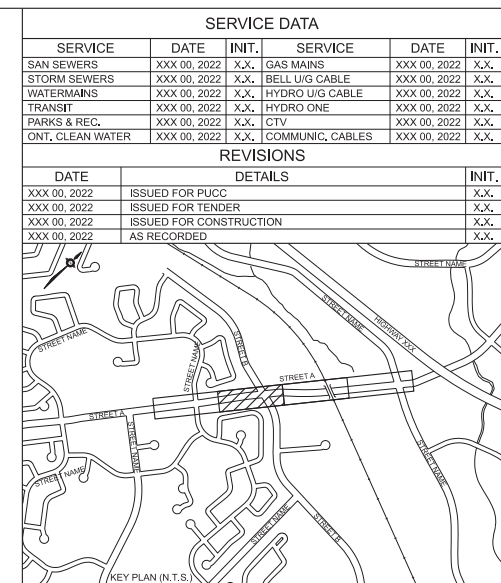 SERVICE DATA
SERVICE DATE INIT. SERVICE DATE INIT.
SAN SEWERS XXX 00, 2022 X.X. GAS MAINS XXX 00, 2022 X.X.
STORM SEWERS XXX 00, 2022 X.X. BELL U/G CABLE XXX 00, 2022 X.X.
WATERMAINS XXX 00, 2022 X.X. HYDRO U/G CABLE XXX 00, 2022 X.X.
TRANSIT XXX 00, 2022 X.X. HYDRO ONE XXX 00, 2022 X.X.
PARKS & REC. XXX 00, 2022 X.X. CTV XXX 00, 2022 X.X.
ONT. CLEAN WATER XXX 00, 2022 X.X. COMMUNIC. CABLES XXX 00, 2022 X.X.
REVISIONS
DATE DETAILS INIT.
XXX 00, 2022 ISSUED FOR PUCC X.X.
XXX 00, 2022 ISSUED FOR TENDER X.X.
XXX 00, 2022 ISSUED FOR CONSTRUCTION X.X.
XXX 00, 2022 AS RECORDED X.X.
STREET NAME
STREET NAME
HIGHWAY XXX
STREET NAME
STREET B
STREET NAME
STREET A
STREET A
STREET NAME
STREET NAME
STREET NAME
STREET NAME
STREET B
KEY PLAN (N.T.S.)